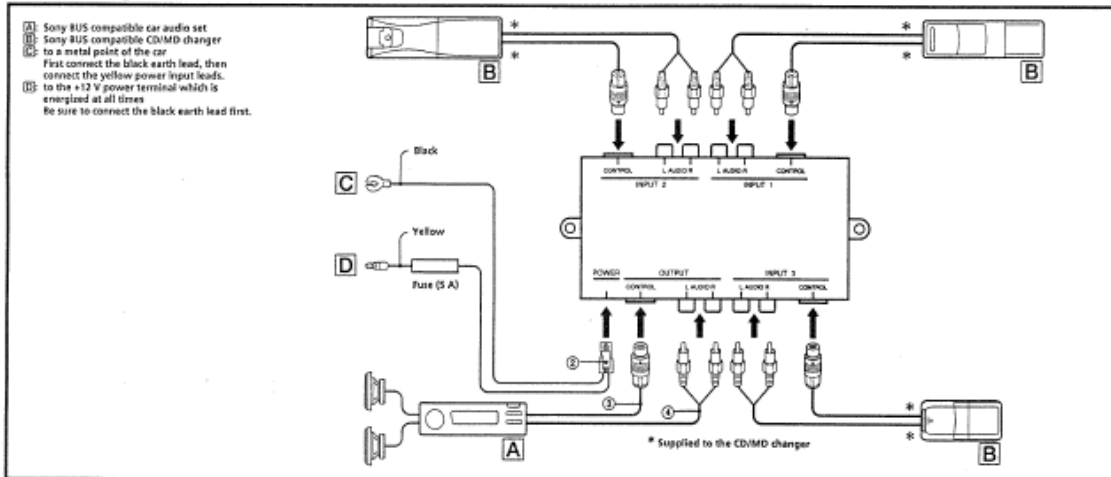 A: Sony BUS compatible car audio set
B: Sony BUS compatible CD/MD changer
C: to a metal point of the car
First connect the black earth lead, then
connect the yellow power input leads.
D: to the +12 V power terminal which is
energized at all times
Be sure to connect the black earth lead first.
*
*
B
*
*
B
CONTROL
L AUDIO R
L AUDIO R
CONTROL
INPUT 2
INPUT 1
Black
C
Yellow
D
Fuse (5 A)
POWER
OUTPUT
INPUT 3
CONTROL
L AUDIO R
L AUDIO R
CONTROL
②
③
④
A
* Supplied to the CD/MD changer
*
*
B